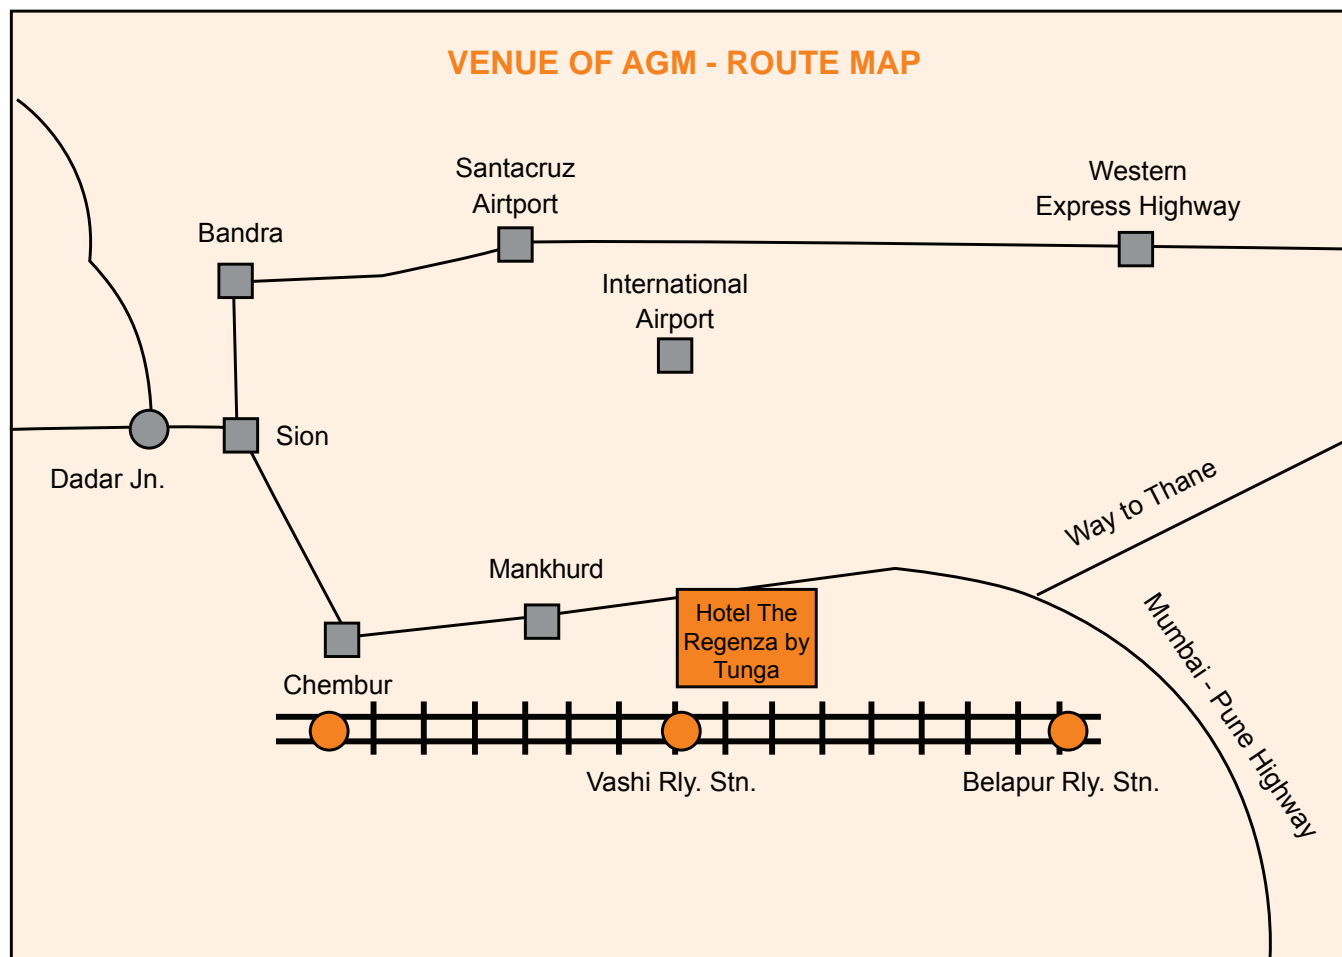 VENUE OF AGM - ROUTE MAP
Santacruz
Airtport
Western
Express Highway
Bandra
International
Airport
Sion
Dadar Jn.
Way to Thane
Mankhurd
Hotel The
Regenza by
Tunga
Mumbai - Pune Highway
Chembur
Vashi Rly. Stn.
Belapur Rly. Stn.